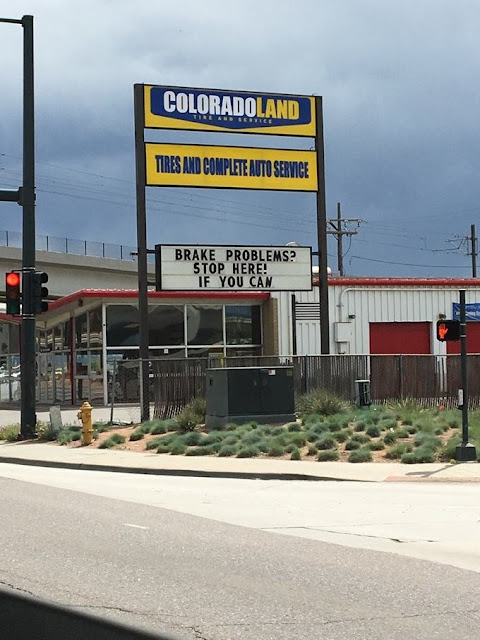 COLORADOLAND
TIRE AND SERVICE
TIRES AND COMPLETE AUTO SERVICE
BRAKE PROBLEMS?
STOP HERE!
IF YOU CAN